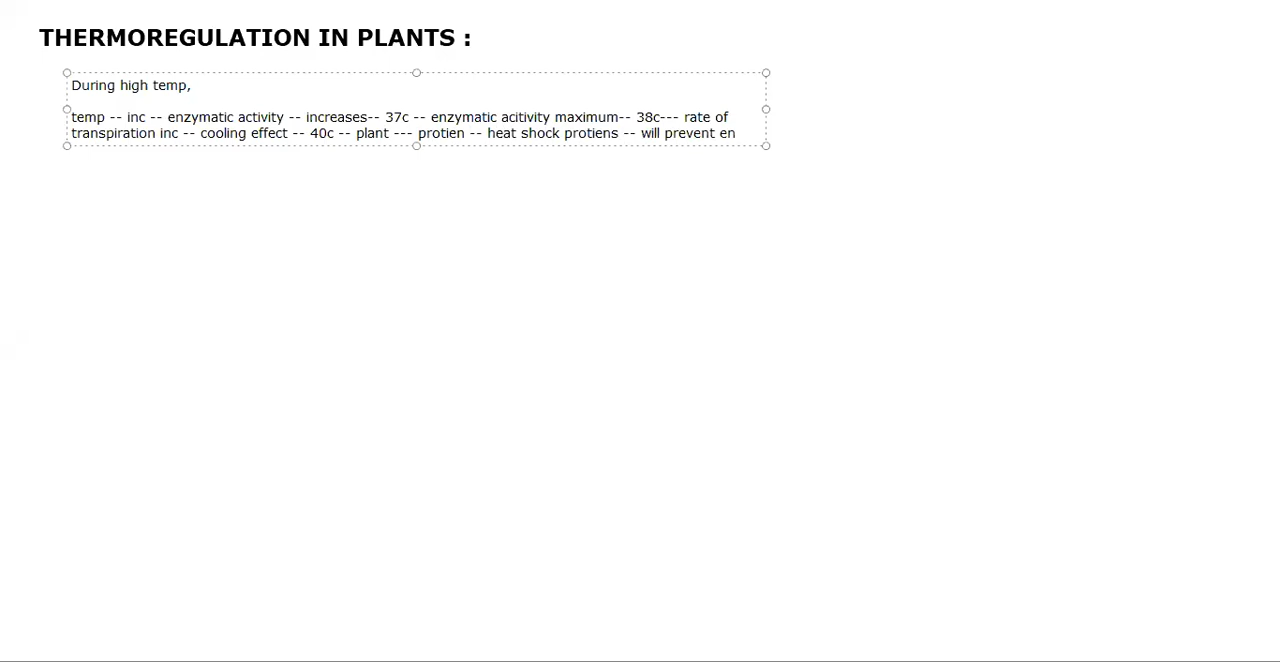 THERMOREGULATION IN PLANTS :
During high temp,
temp -- inc -- enzymatic activity -- increases-- 37c -- enzymatic acitivity maximum-- 38c--- rate of
transpiration inc -- cooling effect -- 40c -- plant --- protien -- heat shock protiens -- will prevent en